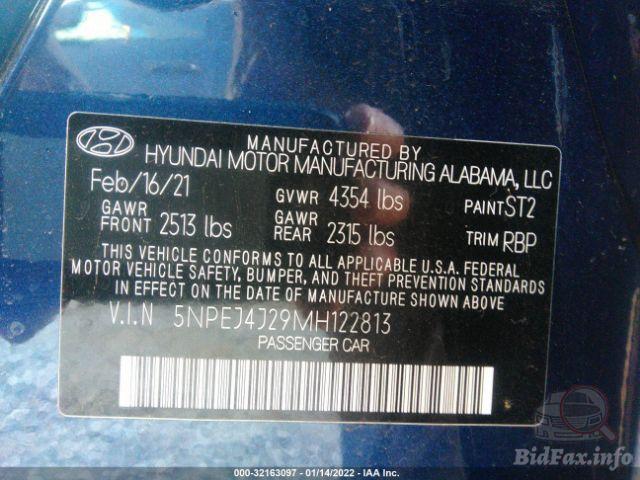 MANUFACTURED BY
HYUNDAI MOTOR MANUFACTURING ALABAMA, LLC
Feb/16/21 GVWR 4354 lbs PAINT ST2
GAWR FRONT 2513 lbs GAWR REAR 2315 lbs TRIM RBP
THIS VEHICLE CONFORMS TO ALL APPLICABLE U.S.A. FEDERAL
MOTOR VEHICLE SAFETY, BUMPER, AND THEFT PREVENTION STANDARDS
IN EFFECT ON THE DATE OF MANUFACTURE SHOWN ABOVE
V.I.N 5NPEJ4J29MH122813
PASSENGER CAR
BidFax.info
000-32163097 - 01/14/2022 - IAA Inc.